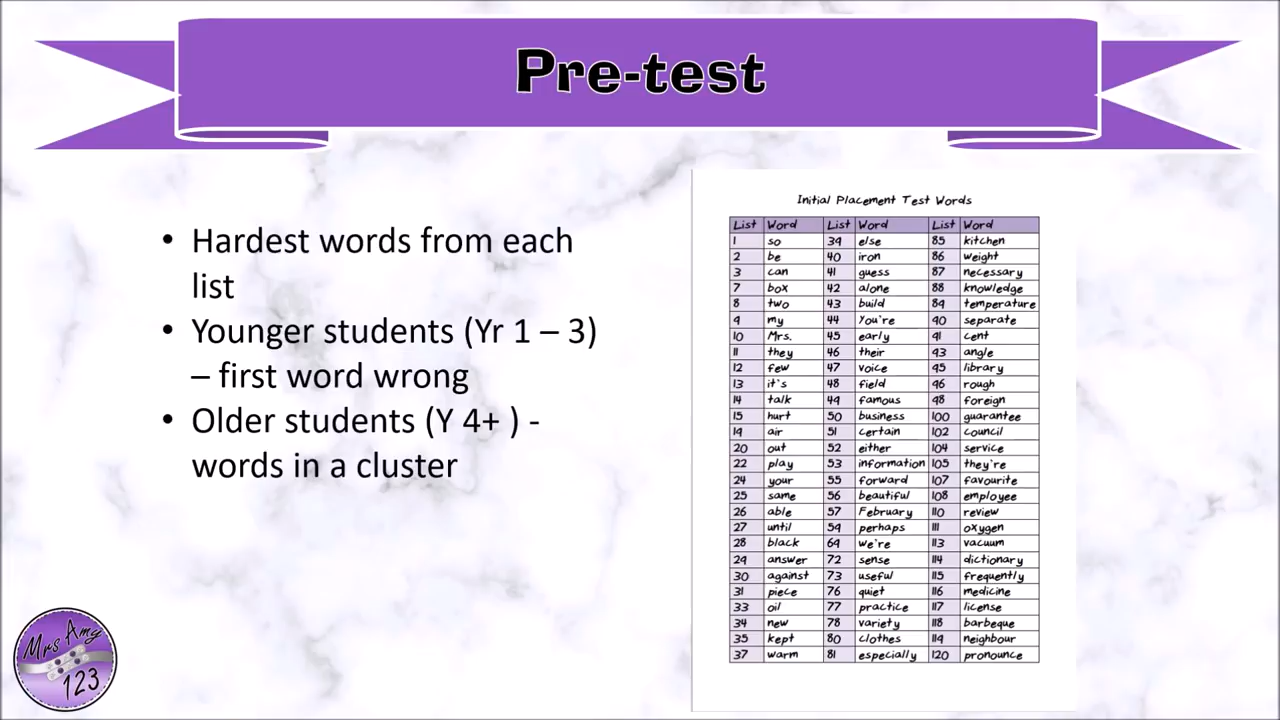 Pre-test
• Hardest words from each
list
• Younger students (Yr 1 – 3)
– first word wrong
• Older students (Y 4+ ) -
words in a cluster
Initial Placement Test Words
List Word List Word List Word
1 so 39 else 85 kitchen
2 be 40 iron 86 weight
3 can 41 guess 87 necessary
7 box 42 alone 88 knowledge
8 two 43 build 89 temperature
9 my 44 You're 90 separate
10 Mrs. 45 early 91 cent
11 they 46 their 93 angle
12 few 47 voice 95 library
13 it's 48 field 96 rough
14 talk 49 famous 98 foreign
15 hurt 50 business 100 guarantee
19 air 51 certain 102 council
20 out 52 either 104 service
22 play 53 information 105 they're
24 your 55 forward 107 favourite
25 same 56 beautiful 108 employee
26 able 57 February 110 review
27 until 59 perhaps 111 oxygen
28 black 69 we're 113 vacuum
29 answer 72 sense 114 dictionary
30 against 73 useful 115 frequently
31 piece 76 quiet 116 medicine
33 oil 77 practice 117 license
34 new 78 variety 118 barbeque
35 kept 80 clothes 119 neighbour
37 warm 81 especially 120 pronounce
Mrs Amy
123